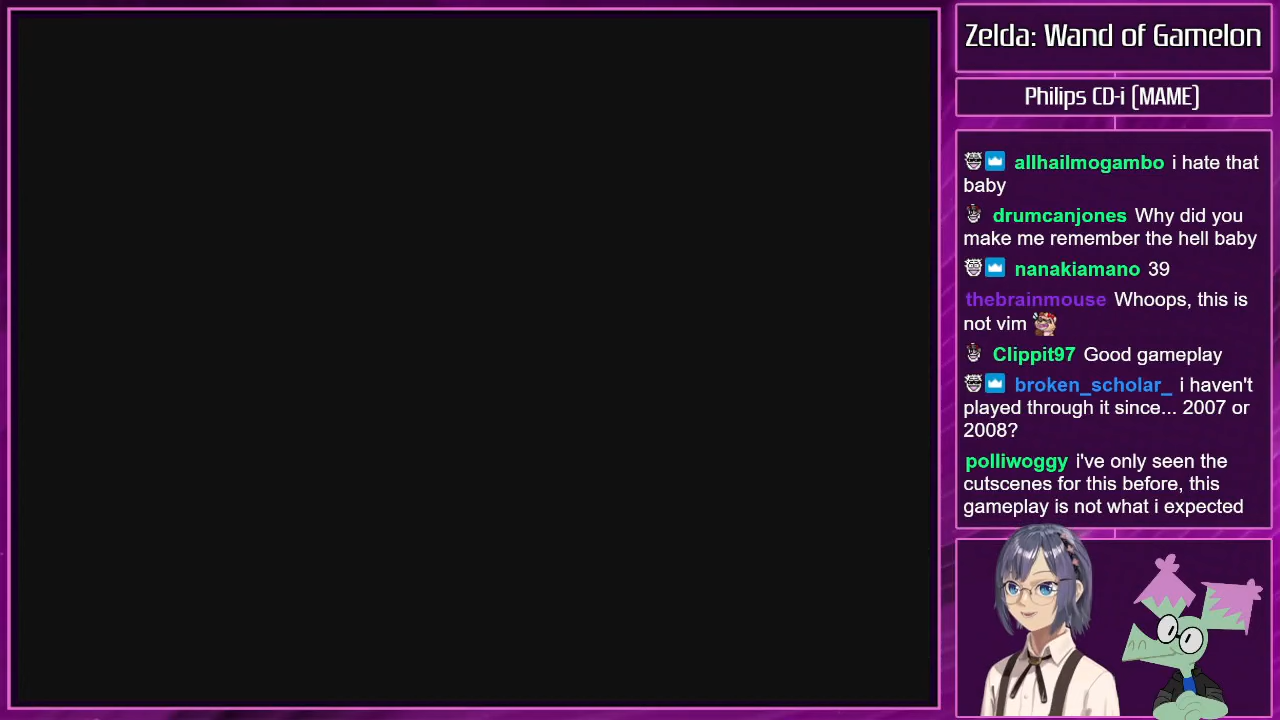 Zelda: Wand of Gamelon
Philips CD-i (MAME)
allhailmogambo i hate that
baby
drumcanjones Why did you
make me remember the hell baby
nanakiamano 39
thebrainmouse Whoops, this is
not vim
Clippit97 Good gameplay
broken_scholar_ i haven't
played through it since... 2007 or
2008?
polliwoggy i've only seen the
cutscenes for this before, this
gameplay is not what i expected